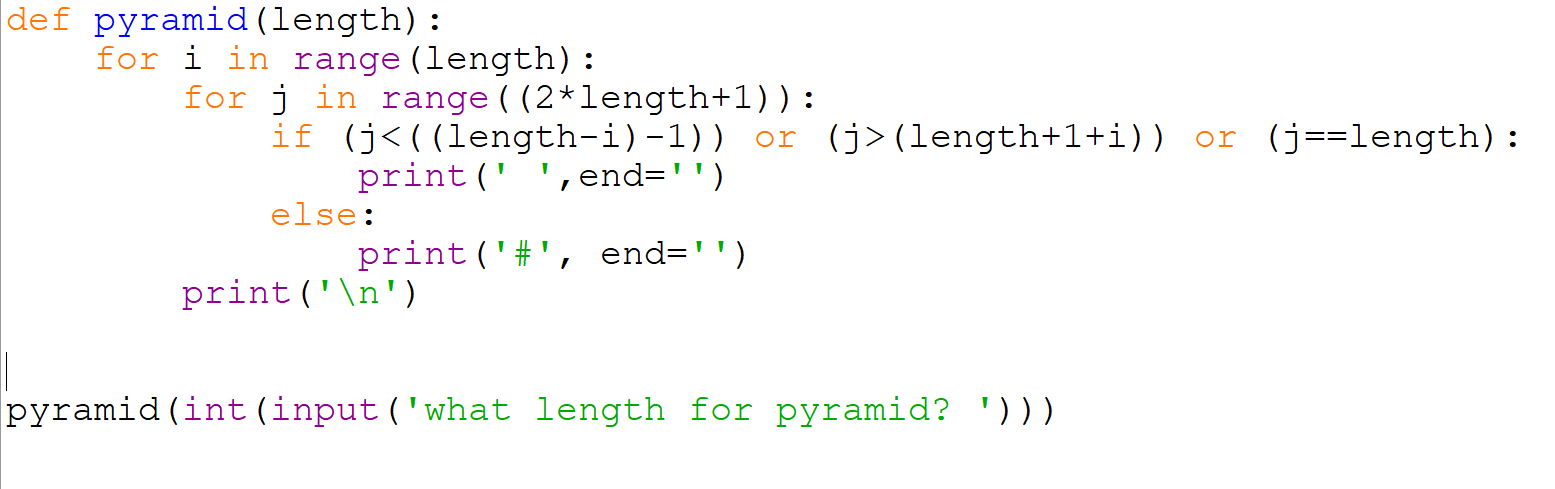 def pyramid(length):
    for i in range(length):
        for j in range((2*length+1)):
            if (j<((length-i)-1)) or (j>(length+1+i)) or (j==length):
                print(' ',end='')
            else:
                print('#', end='')
        print('\n')
pyramid(int(input('what length for pyramid? ')))